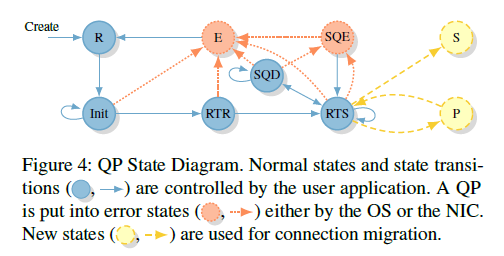 Create
R
E
SQE
S
SQD
Init
RTR
RTS
P
Figure 4: QP State Diagram. Normal states and state transi-
tions ( , ) are controlled by the user application. A QP
is put into error states ( , ) either by the OS or the NIC.
New states ( , ) are used for connection migration.